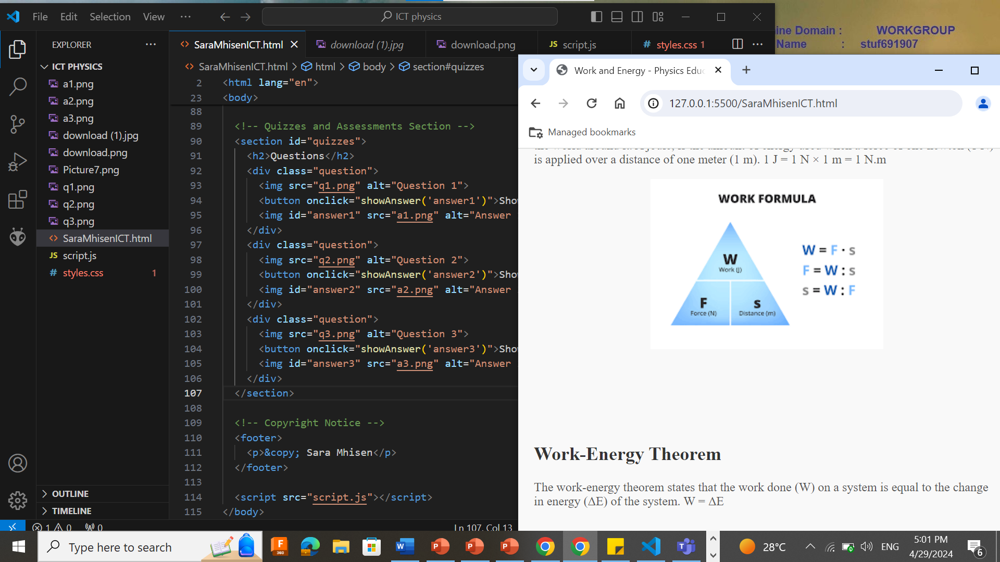 File Edit Selection View ··· ICT physics
ine Domain : WORKGROUP
Name : stuf691907
EXPLORER ···
SaraMhisenICT.html download (1).jpg download.png JS script.js # styles.css 1 ···
ICT PHYSICS
a1.png
a2.png
a3.png
download (1).jpg
download.png
Picture7.png
q1.png
q2.png
q3.png
SaraMhisenICT.html
JS script.js
# styles.css 1
OUTLINE
TIMELINE
SaraMhisenICT.html > html > body > section#quizzes
2 <html lang="en">
23 <body>
88
89 <!-- Quizzes and Assessments Section -->
90 <section id="quizzes">
91 <h2>Questions</h2>
92 <div class="question">
93 <img src="q1.png" alt="Question 1">
94 <button onclick="showAnswer('answer1')">Sho
95 <img id="answer1" src="a1.png" alt="Answer
96 </div>
97 <div class="question">
98 <img src="q2.png" alt="Question 2">
99 <button onclick="showAnswer('answer2')">Sho
100 <img id="answer2" src="a2.png" alt="Answer
101 </div>
102 <div class="question">
103 <img src="q3.png" alt="Question 3">
104 <button onclick="showAnswer('answer3')">Sho
105 <img id="answer3" src="a3.png" alt="Answer
106 </div>
107 </section>
108
109 <!-- Copyright Notice -->
110 <footer>
111 <p>&copy; Sara Mhisen</p>
112 </footer>
113
114 <script src="script.js"></script>
115 </body>
1 0 0 Ln 107, Col 13
Work and Energy - Physics Educ
127.0.0.1:5500/SaraMhisenICT.html
Managed bookmarks
is applied over a distance of one meter (1 m). 1 J = 1 N × 1 m = 1 N.m
WORK FORMULA
W
Work (J)
F
Force (N)
s
Distance (m)
W = F · s
F = W : s
s = W : F
Work-Energy Theorem
The work-energy theorem states that the work done (W) on a system is equal to the change
in energy (ΔE) of the system. W = ΔE
Type here to search
F
360
W
P
P
P
28°C
ENG
5:01 PM
4/29/2024
6